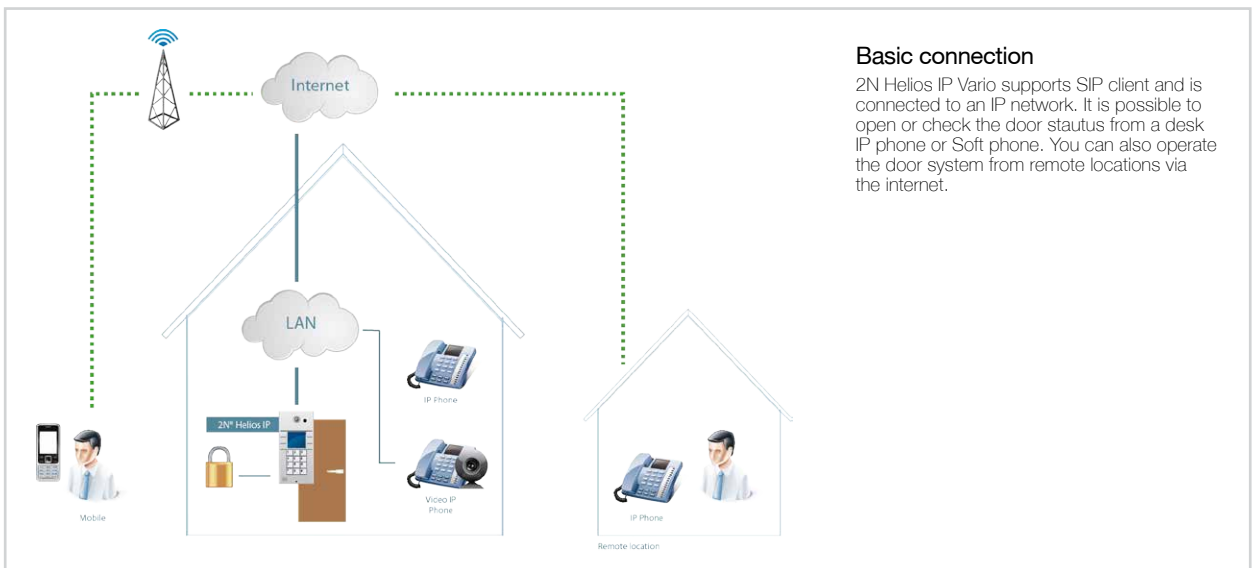 Basic connection
2N Helios IP Vario supports SIP client and is
connected to an IP network. It is possible to
open or check the door stautus from a desk
IP phone or Soft phone. You can also operate
the door system from remote locations via
the internet.
Internet
LAN
IP Phone
2N® Helios IP
Video IP
Phone
Mobile
IP Phone
Remote location